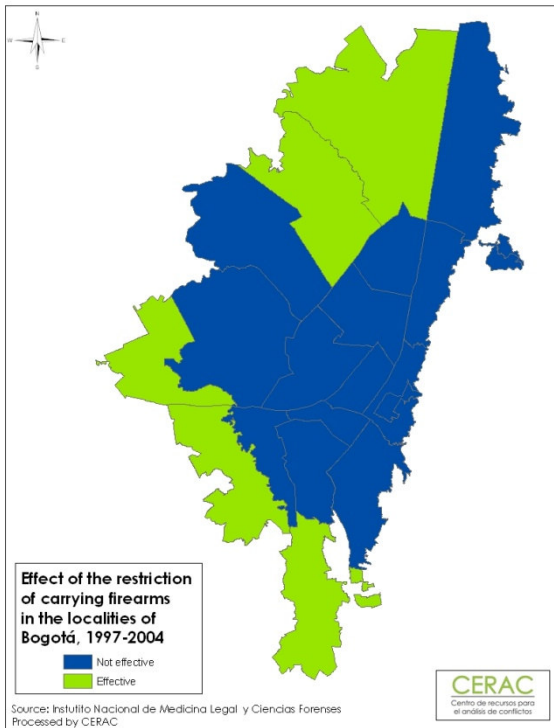 N
W E
S
Effect of the restriction
of carrying firearms
in the localities of
Bogotá, 1997-2004
Not effective
Effective
Source: Instutito Nacional de Medicina Legal y Ciencias Forenses
Processed by CERAC
CERAC
Centro de recursos para
el análisis de conflictos